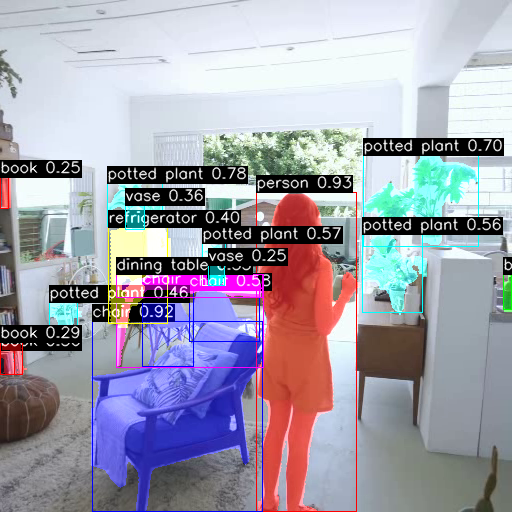 potted plant 0.70
book 0.25
potted plant 0.78
person 0.93
vase 0.36
refrigerator 0.40
potted plant 0.56
potted plant 0.57
vase 0.25
dining table
chair
chair 0.58
potted plant 0.46
chair 0.92
book 0.29